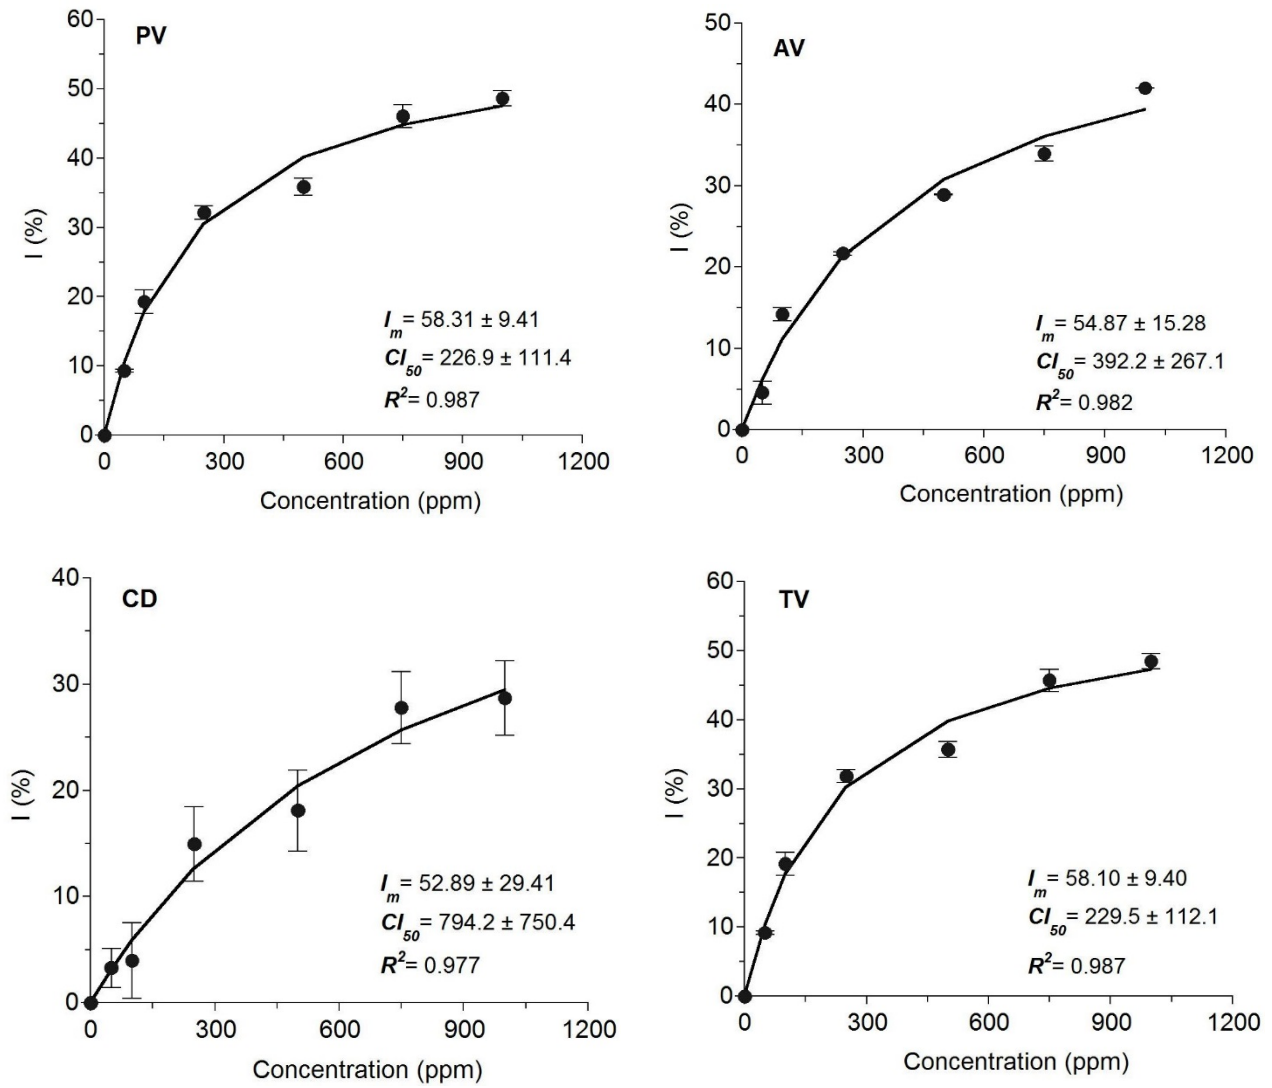 PV
60
50
40
30
20
10
0
I (%)
I_m= 58.31 ± 9.41
CI_50= 226.9 ± 111.4
R^2= 0.987
0 300 600 900 1200
Concentration (ppm)
AV
50
40
30
20
10
0
I (%)
I_m= 54.87 ± 15.28
CI_50= 392.2 ± 267.1
R^2= 0.982
0 300 600 900 1200
Concentration (ppm)
CD
40
30
20
10
0
I (%)
I_m= 52.89 ± 29.41
CI_50= 794.2 ± 750.4
R^2= 0.977
0 300 600 900 1200
Concentration (ppm)
TV
60
50
40
30
20
10
0
I (%)
I_m= 58.10 ± 9.40
CI_50= 229.5 ± 112.1
R^2= 0.987
0 300 600 900 1200
Concentration (ppm)